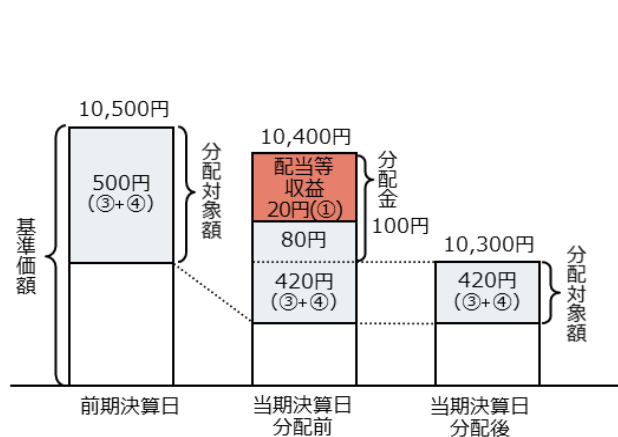 10,500円
500円
(③+④)
分配対象額
基準価額
10,400円
配当等
収益
20円(①)
80円
420円
(③+④)
分配金
100円
10,300円
420円
(③+④)
分配対象額
前期決算日
当期決算日
分配前
当期決算日
分配後